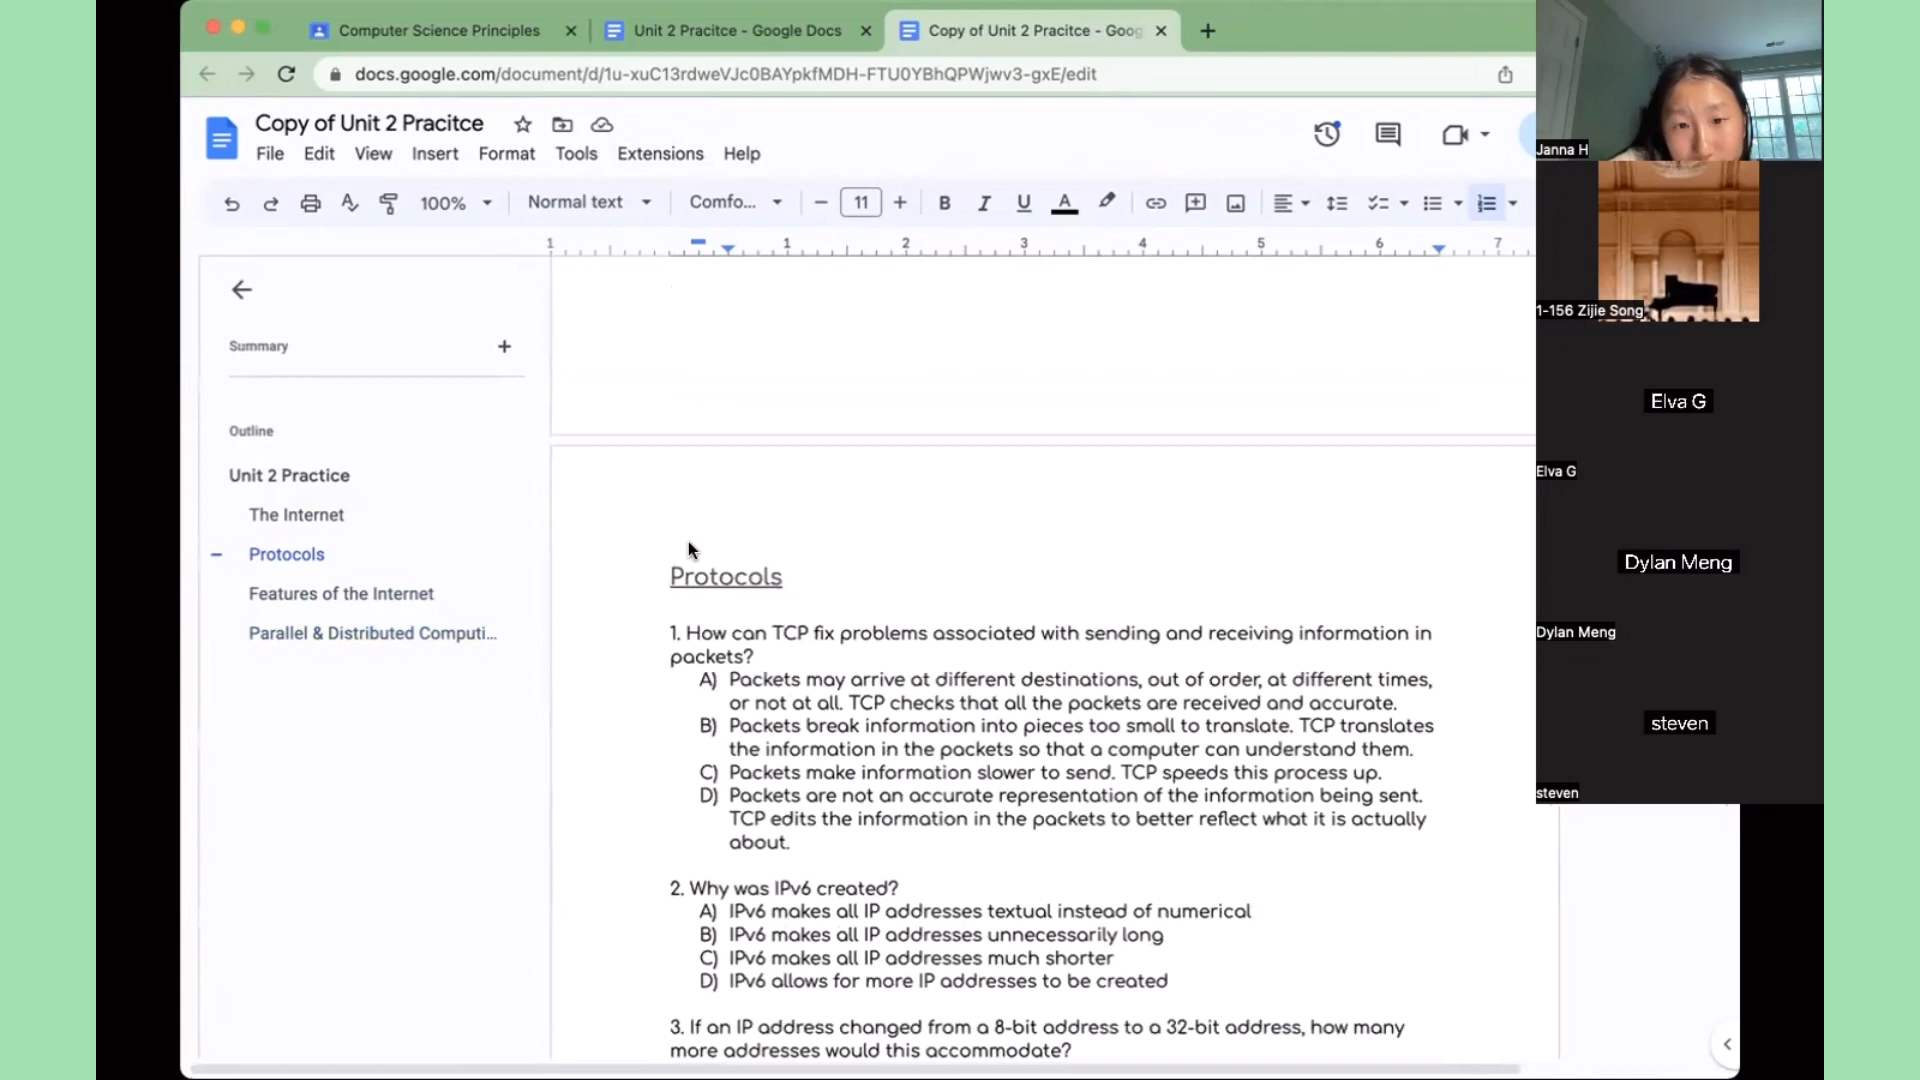 Computer Science Principles
Unit 2 Pracitce - Google Docs
Copy of Unit 2 Pracitce - Goog
docs.google.com/document/d/1u-xuC13rdweVJc0BAYpkfMDH-FTU0YBhQPWjwv3-gxE/edit
Copy of Unit 2 Pracitce
File Edit View Insert Format Tools Extensions Help
100% Normal text Comfo... 11 B I U A
1 1 2 3 4 5 6 7
Summary
Outline
Unit 2 Practice
The Internet
Protocols
Features of the Internet
Parallel & Distributed Computi...
Protocols
1. How can TCP fix problems associated with sending and receiving information in
packets?
A) Packets may arrive at different destinations, out of order, at different times,
or not at all. TCP checks that all the packets are received and accurate.
B) Packets break information into pieces too small to translate. TCP translates
the information in the packets so that a computer can understand them.
C) Packets make information slower to send. TCP speeds this process up.
D) Packets are not an accurate representation of the information being sent.
TCP edits the information in the packets to better reflect what it is actually
about.
2. Why was IPv6 created?
A) IPv6 makes all IP addresses textual instead of numerical
B) IPv6 makes all IP addresses unnecessarily long
C) IPv6 makes all IP addresses much shorter
D) IPv6 allows for more IP addresses to be created
3. If an IP address changed from a 8-bit address to a 32-bit address, how many
more addresses would this accommodate?
Janna H
1-156 Zijie Song
Elva G
Elva G
Dylan Meng
Dylan Meng
steven
steven